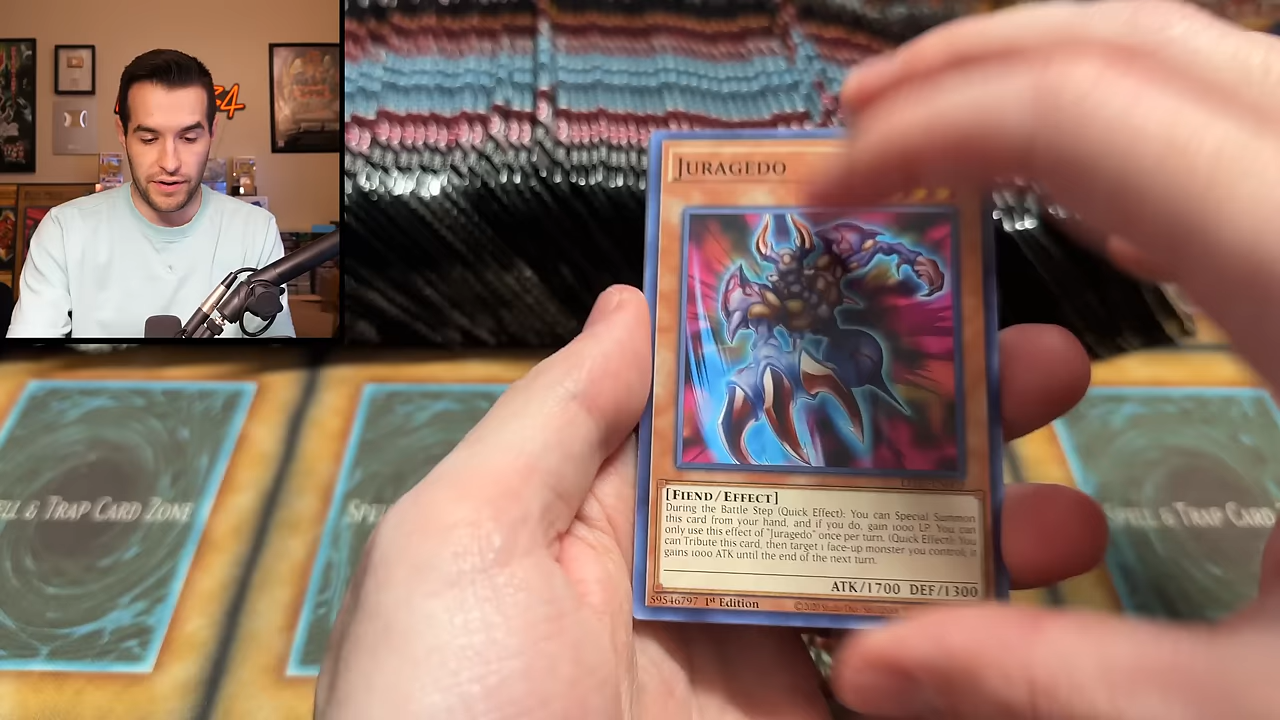 JURAGEDO
[FIEND/EFFECT]
During the Battle Step (Quick Effect): You can Special Summon
this card from your hand, and if you do, gain 1000 LP. You can
only use this effect of "Juragedo" once per turn. (Quick Effect): You
can Tribute this card, then target 1 face-up monster you control; it
gains 1000 ATK until the end of the next turn.
ATK/1700 DEF/1300
59546797 1st Edition
©2020 Studio Dice/
SPELL & TRAP CARD ZONE
SPELL & TRAP CARD